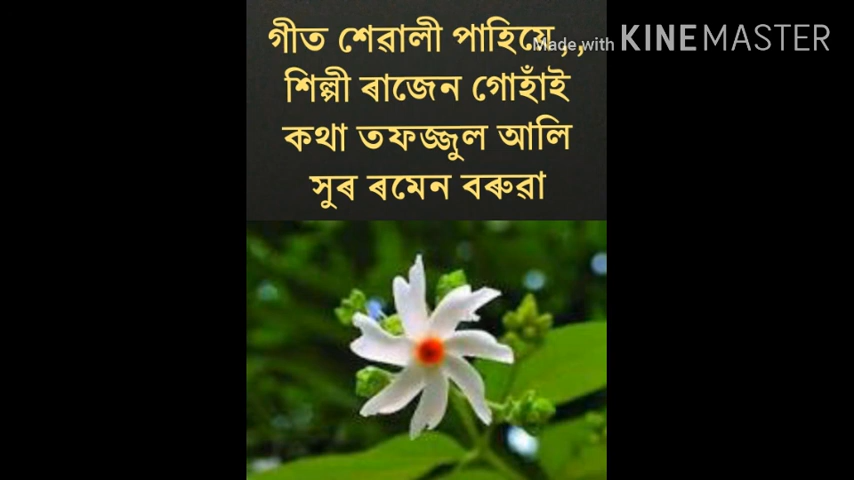 গীত শেৱালী পাহিয়ে,,
Made with KINEMASTER
শিল্পী ৰাজেন গোহাঁই
কথা তফজ্জুল আলি
সুৰ ৰমেন বৰুৱা